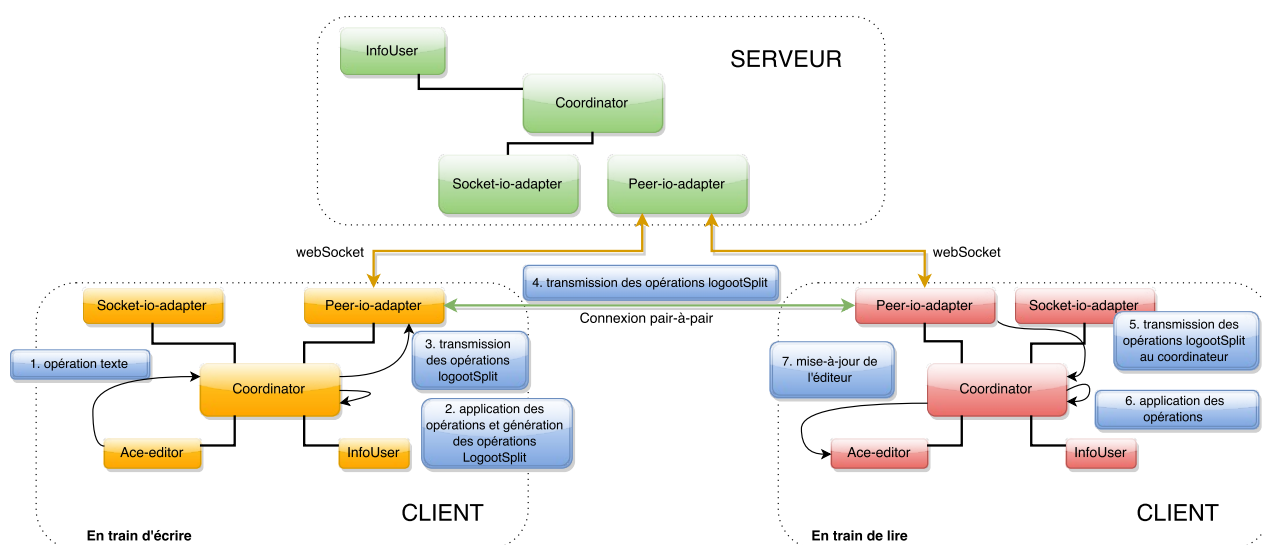 InfoUser
SERVEUR
Coordinator
Socket-io-adapter
Peer-io-adapter
webSocket
webSocket
4. transmission des opérations logootSplit
Connexion pair-à-pair
Socket-io-adapter
Peer-io-adapter
1. opération texte
3. transmission
des opérations
logootSplit
Coordinator
2. application des
opérations et génération
des opérations
LogootSplit
Ace-editor
InfoUser
CLIENT
En train d'écrire
Peer-io-adapter
Socket-io-adapter
5. transmission des
opérations logootSplit
au coordinateur
7. mise-à-jour de
l'éditeur
Coordinator
6. application des
opérations
Ace-editor
InfoUser
CLIENT
En train de lire